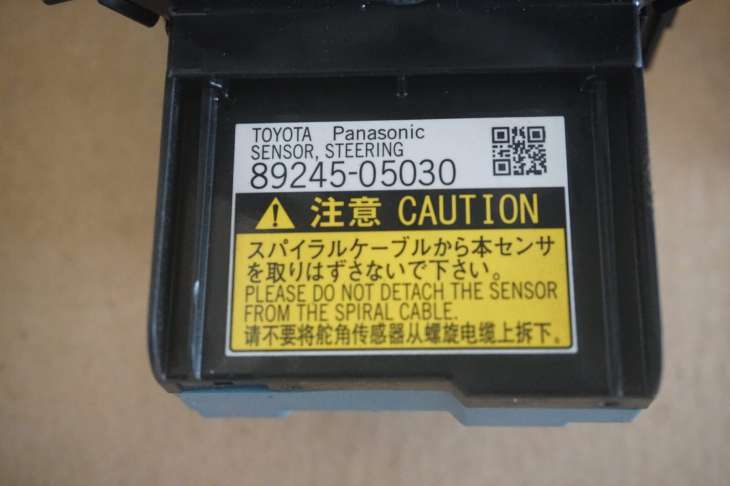 TOYOTA Panasonic
SENSOR, STEERING
89245-05030
注意 CAUTION
スパイラルケーブルから本センサ
を取りはずさないで下さい。
PLEASE DO NOT DETACH THE SENSOR
FROM THE SPIRAL CABLE.
请不要将舵角传感器从螺旋电缆上拆下。